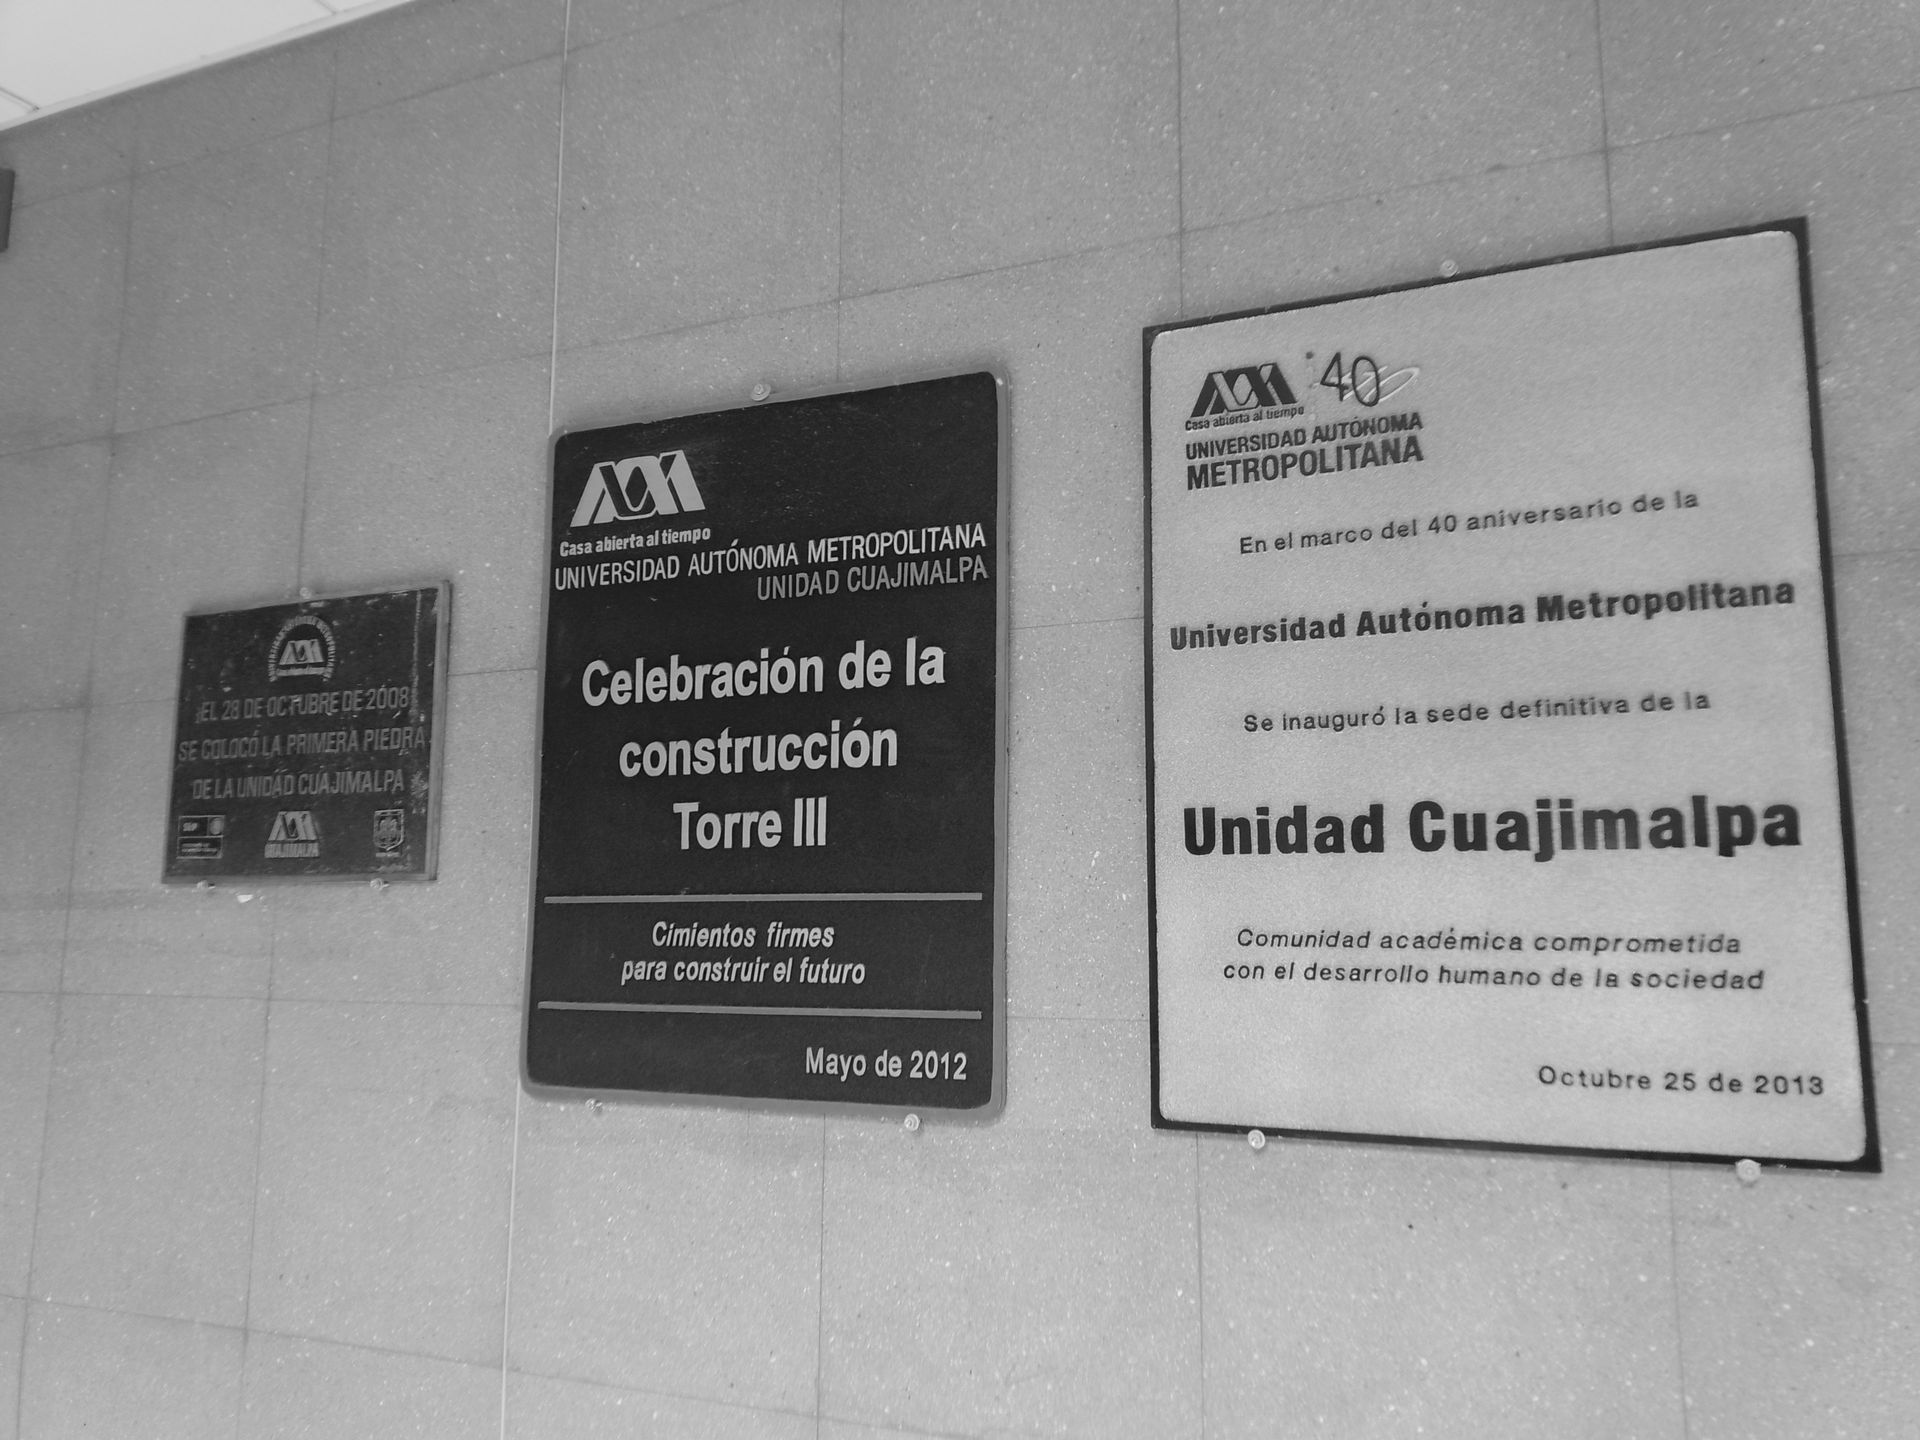 EL 28 DE OCTUBRE DE 2008
SE COLOCÓ LA PRIMERA PIEDRA
DE LA UNIDAD CUAJIMALPA
CUAJIMALPA
Casa abierta al tiempo
UNIVERSIDAD AUTÓNOMA METROPOLITANA
UNIDAD CUAJIMALPA
Celebración de la
construcción
Torre III
Cimientos firmes
para construir el futuro
Mayo de 2012
40
Casa abierta al tiempo
UNIVERSIDAD AUTÓNOMA
METROPOLITANA
En el marco del 40 aniversario de la
Universidad Autónoma Metropolitana
Se inauguró la sede definitiva de la
Unidad Cuajimalpa
Comunidad académica comprometida
con el desarrollo humano de la sociedad
Octubre 25 de 2013